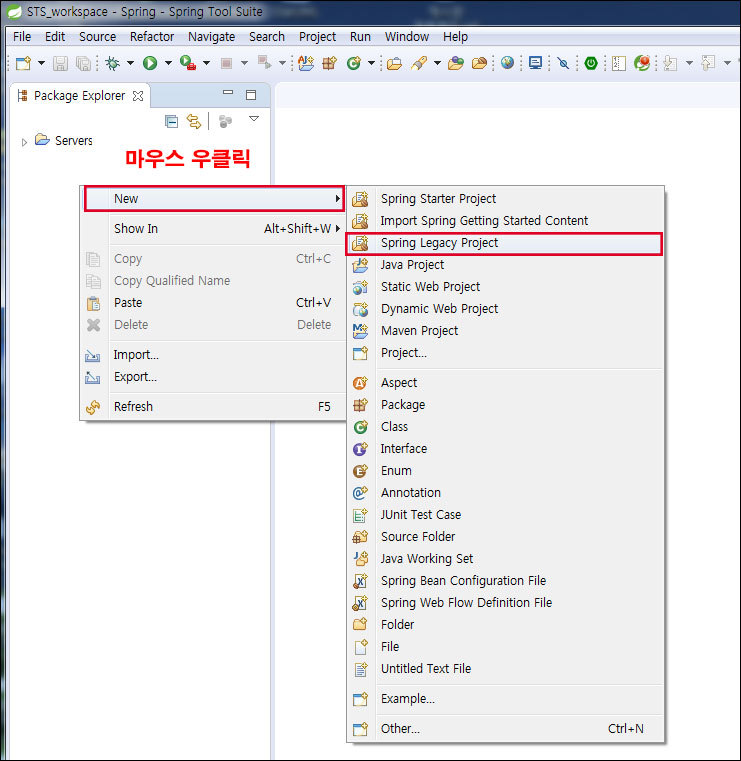 STS_workspace - Spring - Spring Tool Suite
File Edit Source Refactor Navigate Search Project Run Window Help
Package Explorer
Servers
마우스 우클릭
New
Show In Alt+Shift+W
Copy Ctrl+C
Copy Qualified Name
Paste Ctrl+V
Delete Delete
Import...
Export...
Refresh F5
Spring Starter Project
Import Spring Getting Started Content
Spring Legacy Project
Java Project
Static Web Project
Dynamic Web Project
Maven Project
Project...
Aspect
Package
Class
Interface
Enum
Annotation
JUnit Test Case
Source Folder
Java Working Set
Spring Bean Configuration File
Spring Web Flow Definition File
Folder
File
Untitled Text File
Example...
Other... Ctrl+N